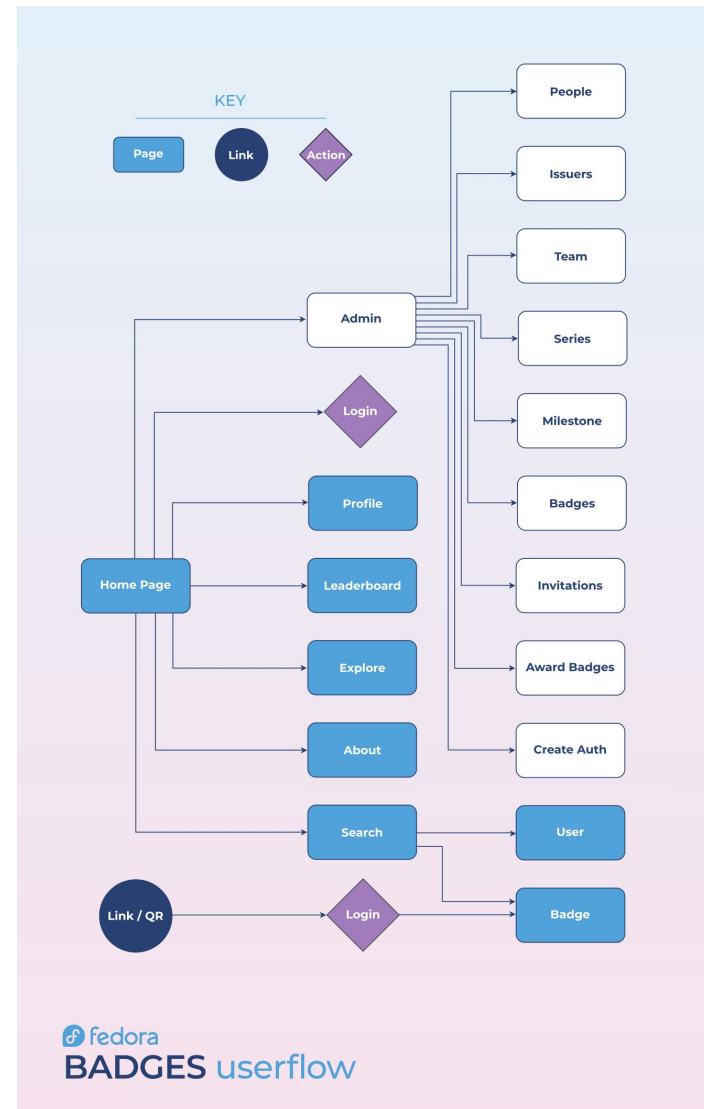 KEY
Page
Link
Action
People
Issuers
Team
Admin
Series
Login
Milestone
Profile
Badges
Home Page
Leaderboard
Invitations
Explore
Award Badges
About
Create Auth
Search
User
Link / QR
Login
Badge
fedora
BADGES userflow